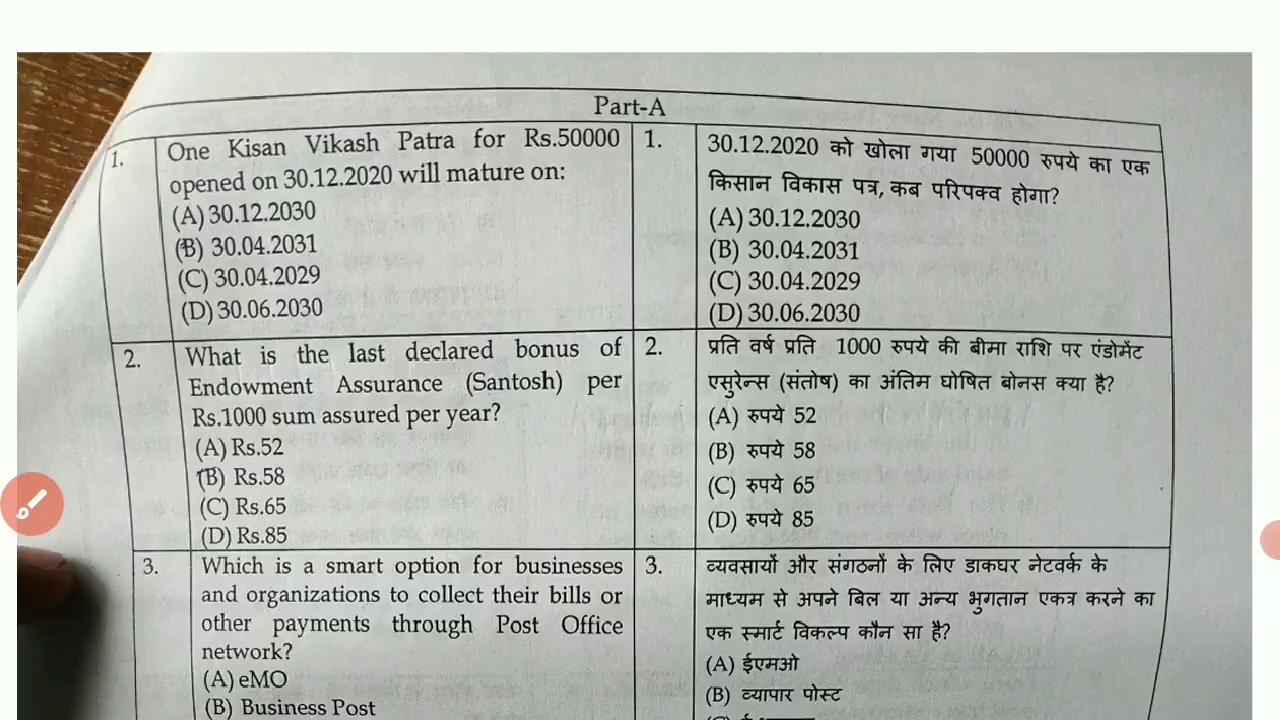 Part-A
1.
One Kisan Vikash Patra for Rs.50000
opened on 30.12.2020 will mature on:
(A) 30.12.2030
(B) 30.04.2031
(C) 30.04.2029
(D) 30.06.2030
1.
30.12.2020 को खोला गया 50000 रुपये का एक
किसान विकास पत्र, कब परिपक्व होगा?
(A) 30.12.2030
(B) 30.04.2031
(C) 30.04.2029
(D) 30.06.2030
2.
What is the last declared bonus of
Endowment Assurance (Santosh) per
Rs.1000 sum assured per year?
(A) Rs.52
(B) Rs.58
(C) Rs.65
(D) Rs.85
2.
प्रति वर्ष प्रति 1000 रुपये की बीमा राशि पर एंडोमेंट
एसुरेन्स (संतोष) का अंतिम घोषित बोनस क्या है?
(A) रुपये 52
(B) रुपये 58
(C) रुपये 65
(D) रुपये 85
3.
Which is a smart option for businesses
and organizations to collect their bills or
other payments through Post Office
network?
(A) eMO
(B) Business Post
3.
व्यवसायों और संगठनों के लिए डाकघर नेटवर्क के
माध्यम से अपने बिल या अन्य भुगतान एकत्र करने का
एक स्मार्ट विकल्प कौन सा है?
(A) ईएमओ
(B) व्यापार पोस्ट